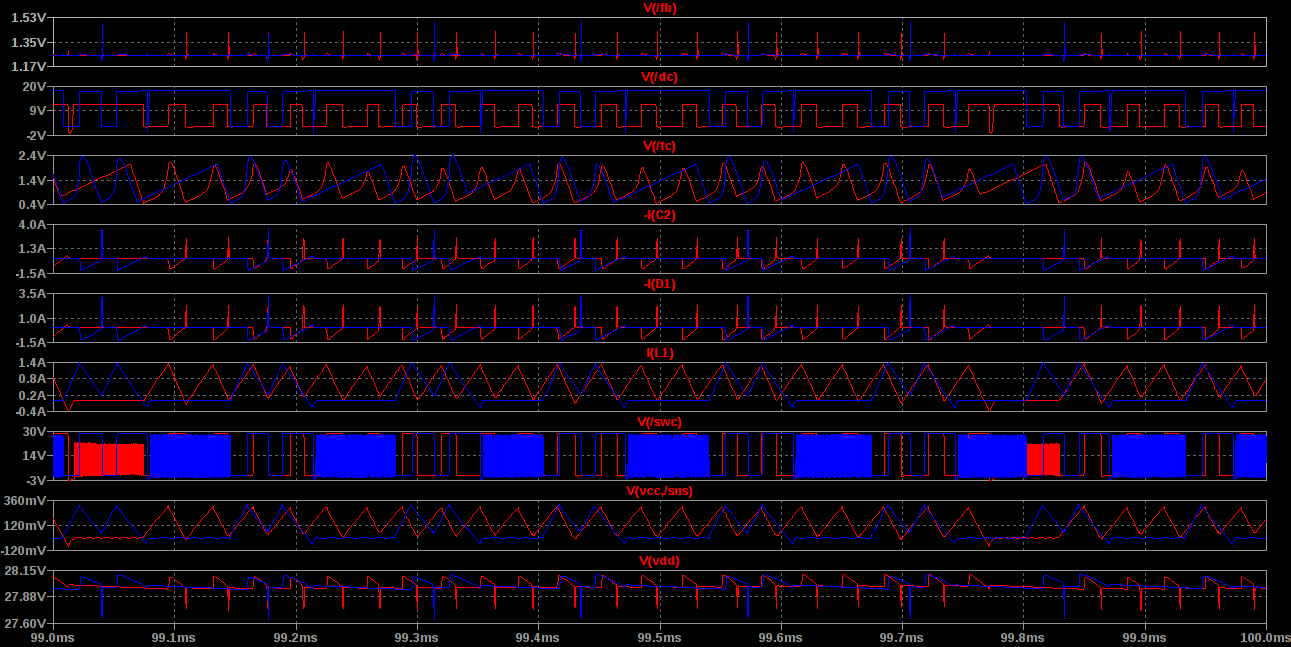 V(/fb)
1.53V
1.35V
1.17V
V(/dc)
20V
9V
-2V
V(/tc)
2.4V
1.4V
0.4V
-I(C2)
4.0A
1.3A
-1.5A
-I(D1)
3.5A
1.0A
-1.5A
I(L1)
1.4A
0.8A
0.2A
-0.4A
V(/swc)
30V
14V
-3V
V(vcc,/sns)
360mV
120mV
-120mV
V(vdd)
28.15V
27.88V
27.60V
99.0ms 99.1ms 99.2ms 99.3ms 99.4ms 99.5ms 99.6ms 99.7ms 99.8ms 99.9ms 100.0ms